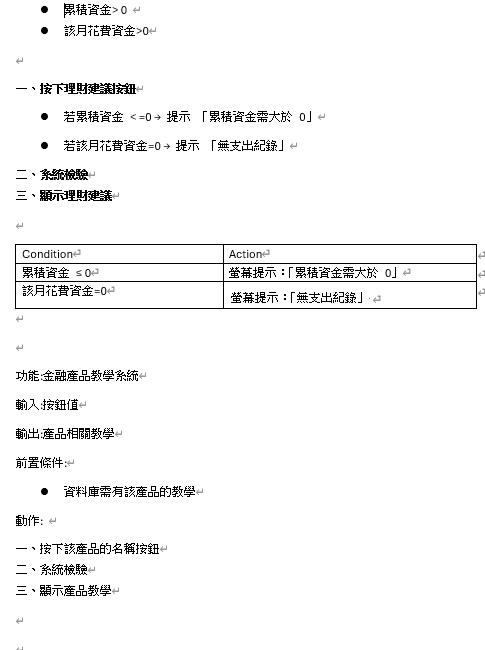 ● 累積資金> 0
● 該月花費資金>0
一、按下理財建議按鈕
● 若累積資金 < =0→ 提示 「累積資金需大於 0」
● 若該月花費資金=0→ 提示 「無支出紀錄」
二、系統檢驗
三、顯示理財建議
Condition Action
累積資金 ≤ 0 螢幕提示：「累積資金需大於 0」
該月花費資金=0 螢幕提示：「無支出紀錄」
功能:金融產品教學系統
輸入:按鈕值
輸出:產品相關教學
前置條件:
● 資料庫需有該產品的教學
動作:
一、按下該產品的名稱按鈕
二、系統檢驗
三、顯示產品教學